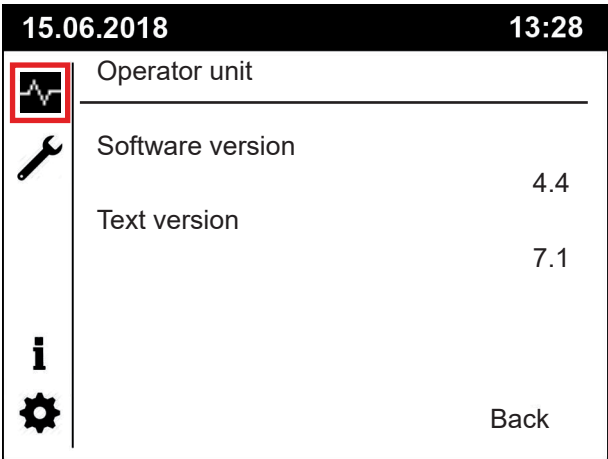 15.06.2018 13:28
Operator unit
Software version
4.4
Text version
7.1
Back